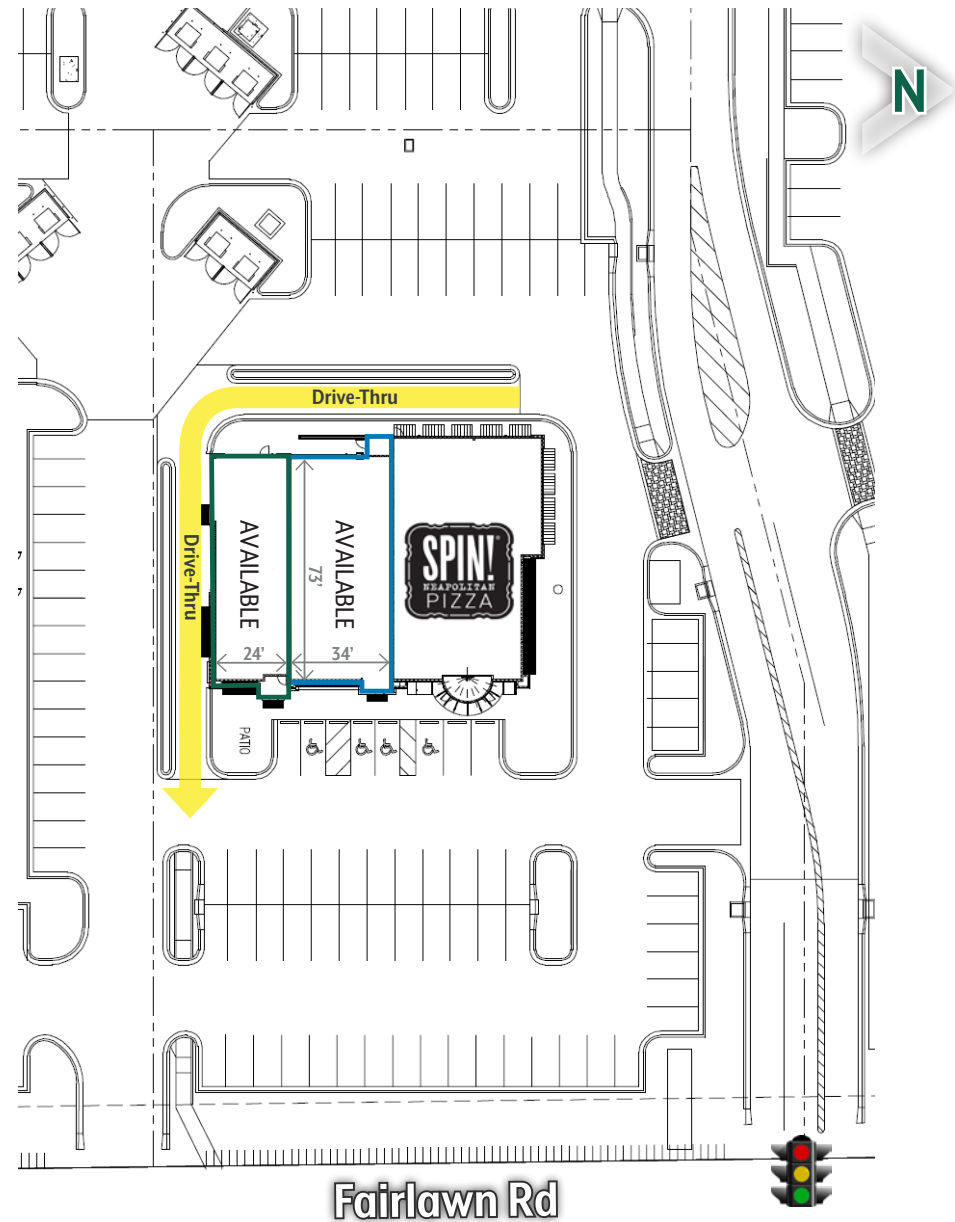 N
Drive-Thru
Drive-Thru
AVAILABLE
AVAILABLE
73'
24'
34'
SPIN!
NEAPOLITAN
PIZZA
PATIO
Fairlawn Rd